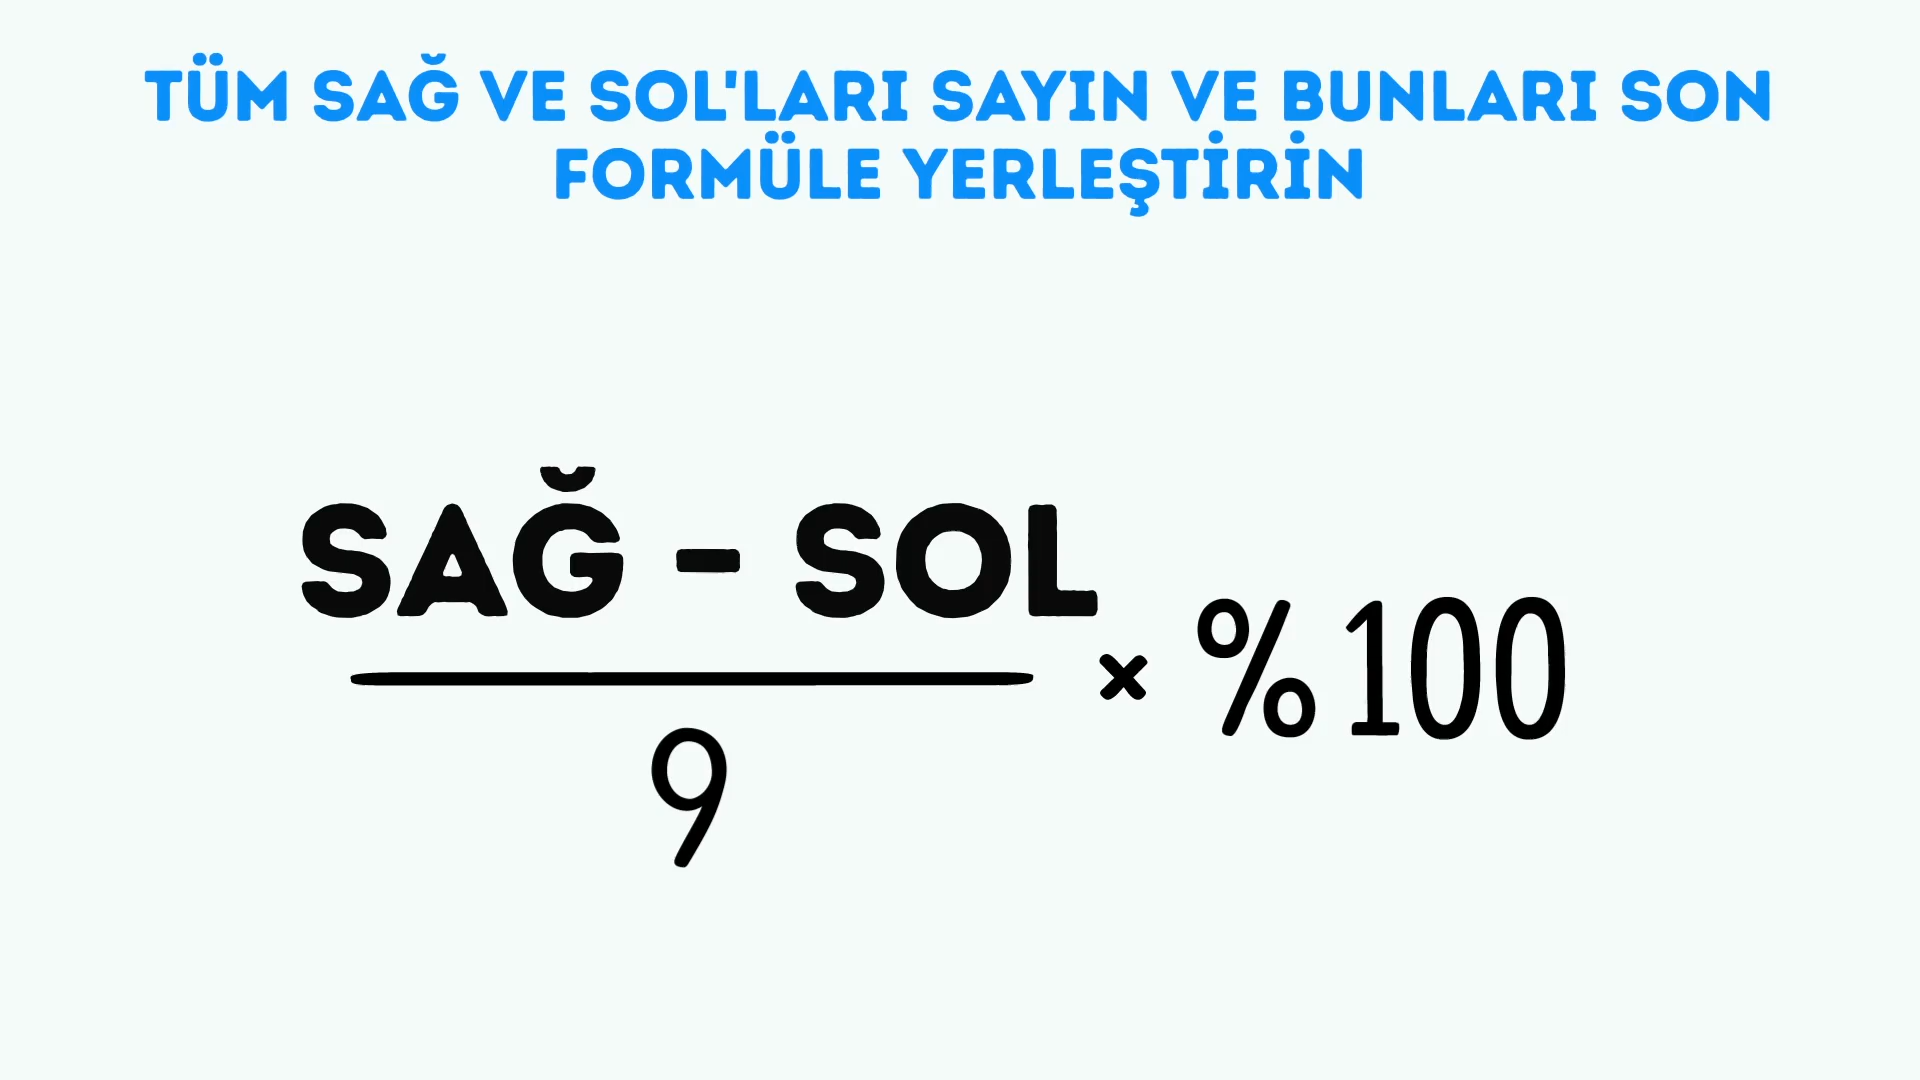 TÜM SAĞ VE SOL'LARI SAYIN VE BUNLARI SON
FORMÜLE YERLEŞTİRİN
SAĞ - SOL
× %100
9